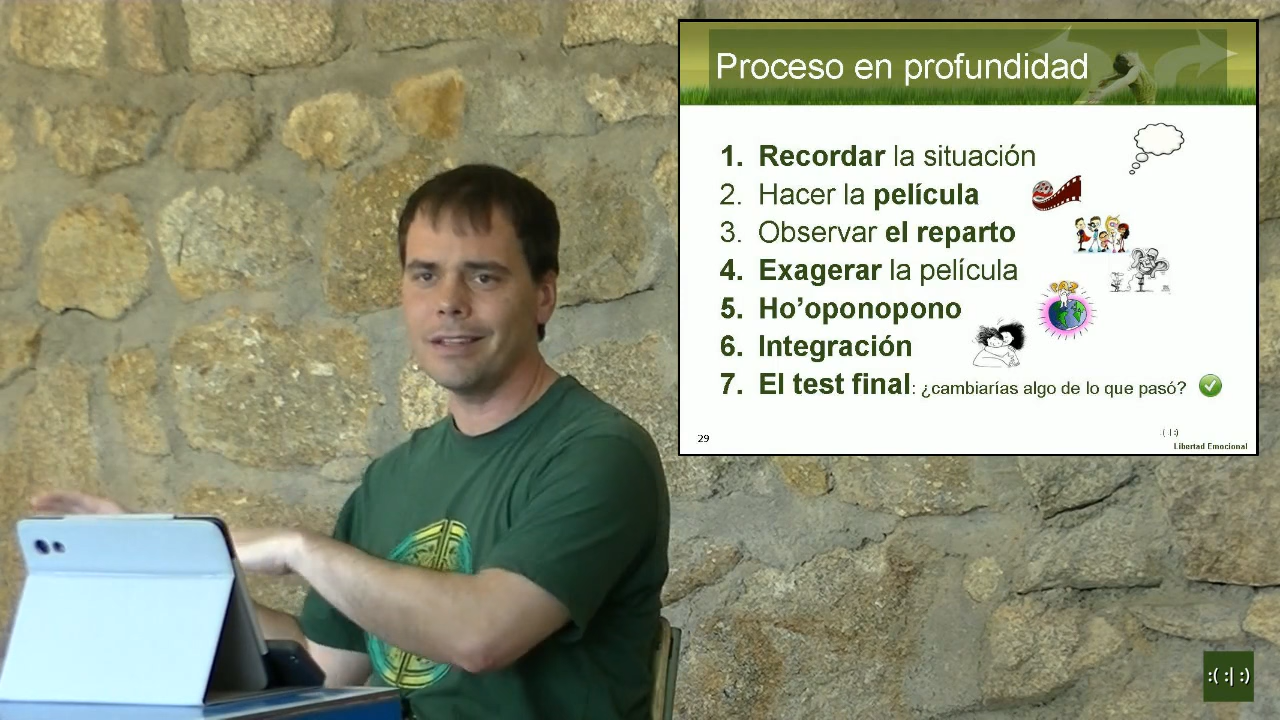 Proceso en profundidad
1. Recordar la situación
2. Hacer la película
3. Observar el reparto
4. Exagerar la película
5. Ho’oponopono
6. Integración
7. El test final: ¿cambiarías algo de lo que pasó?
29
:( :| :)
Libertad Emocional
:( :| :)